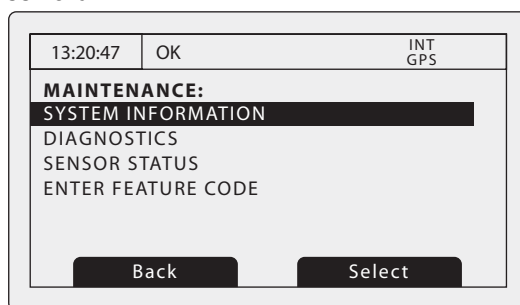 13:20:47 OK INT
GPS
MAINTENANCE:
SYSTEM INFORMATION
DIAGNOSTICS
SENSOR STATUS
ENTER FEATURE CODE
Back Select